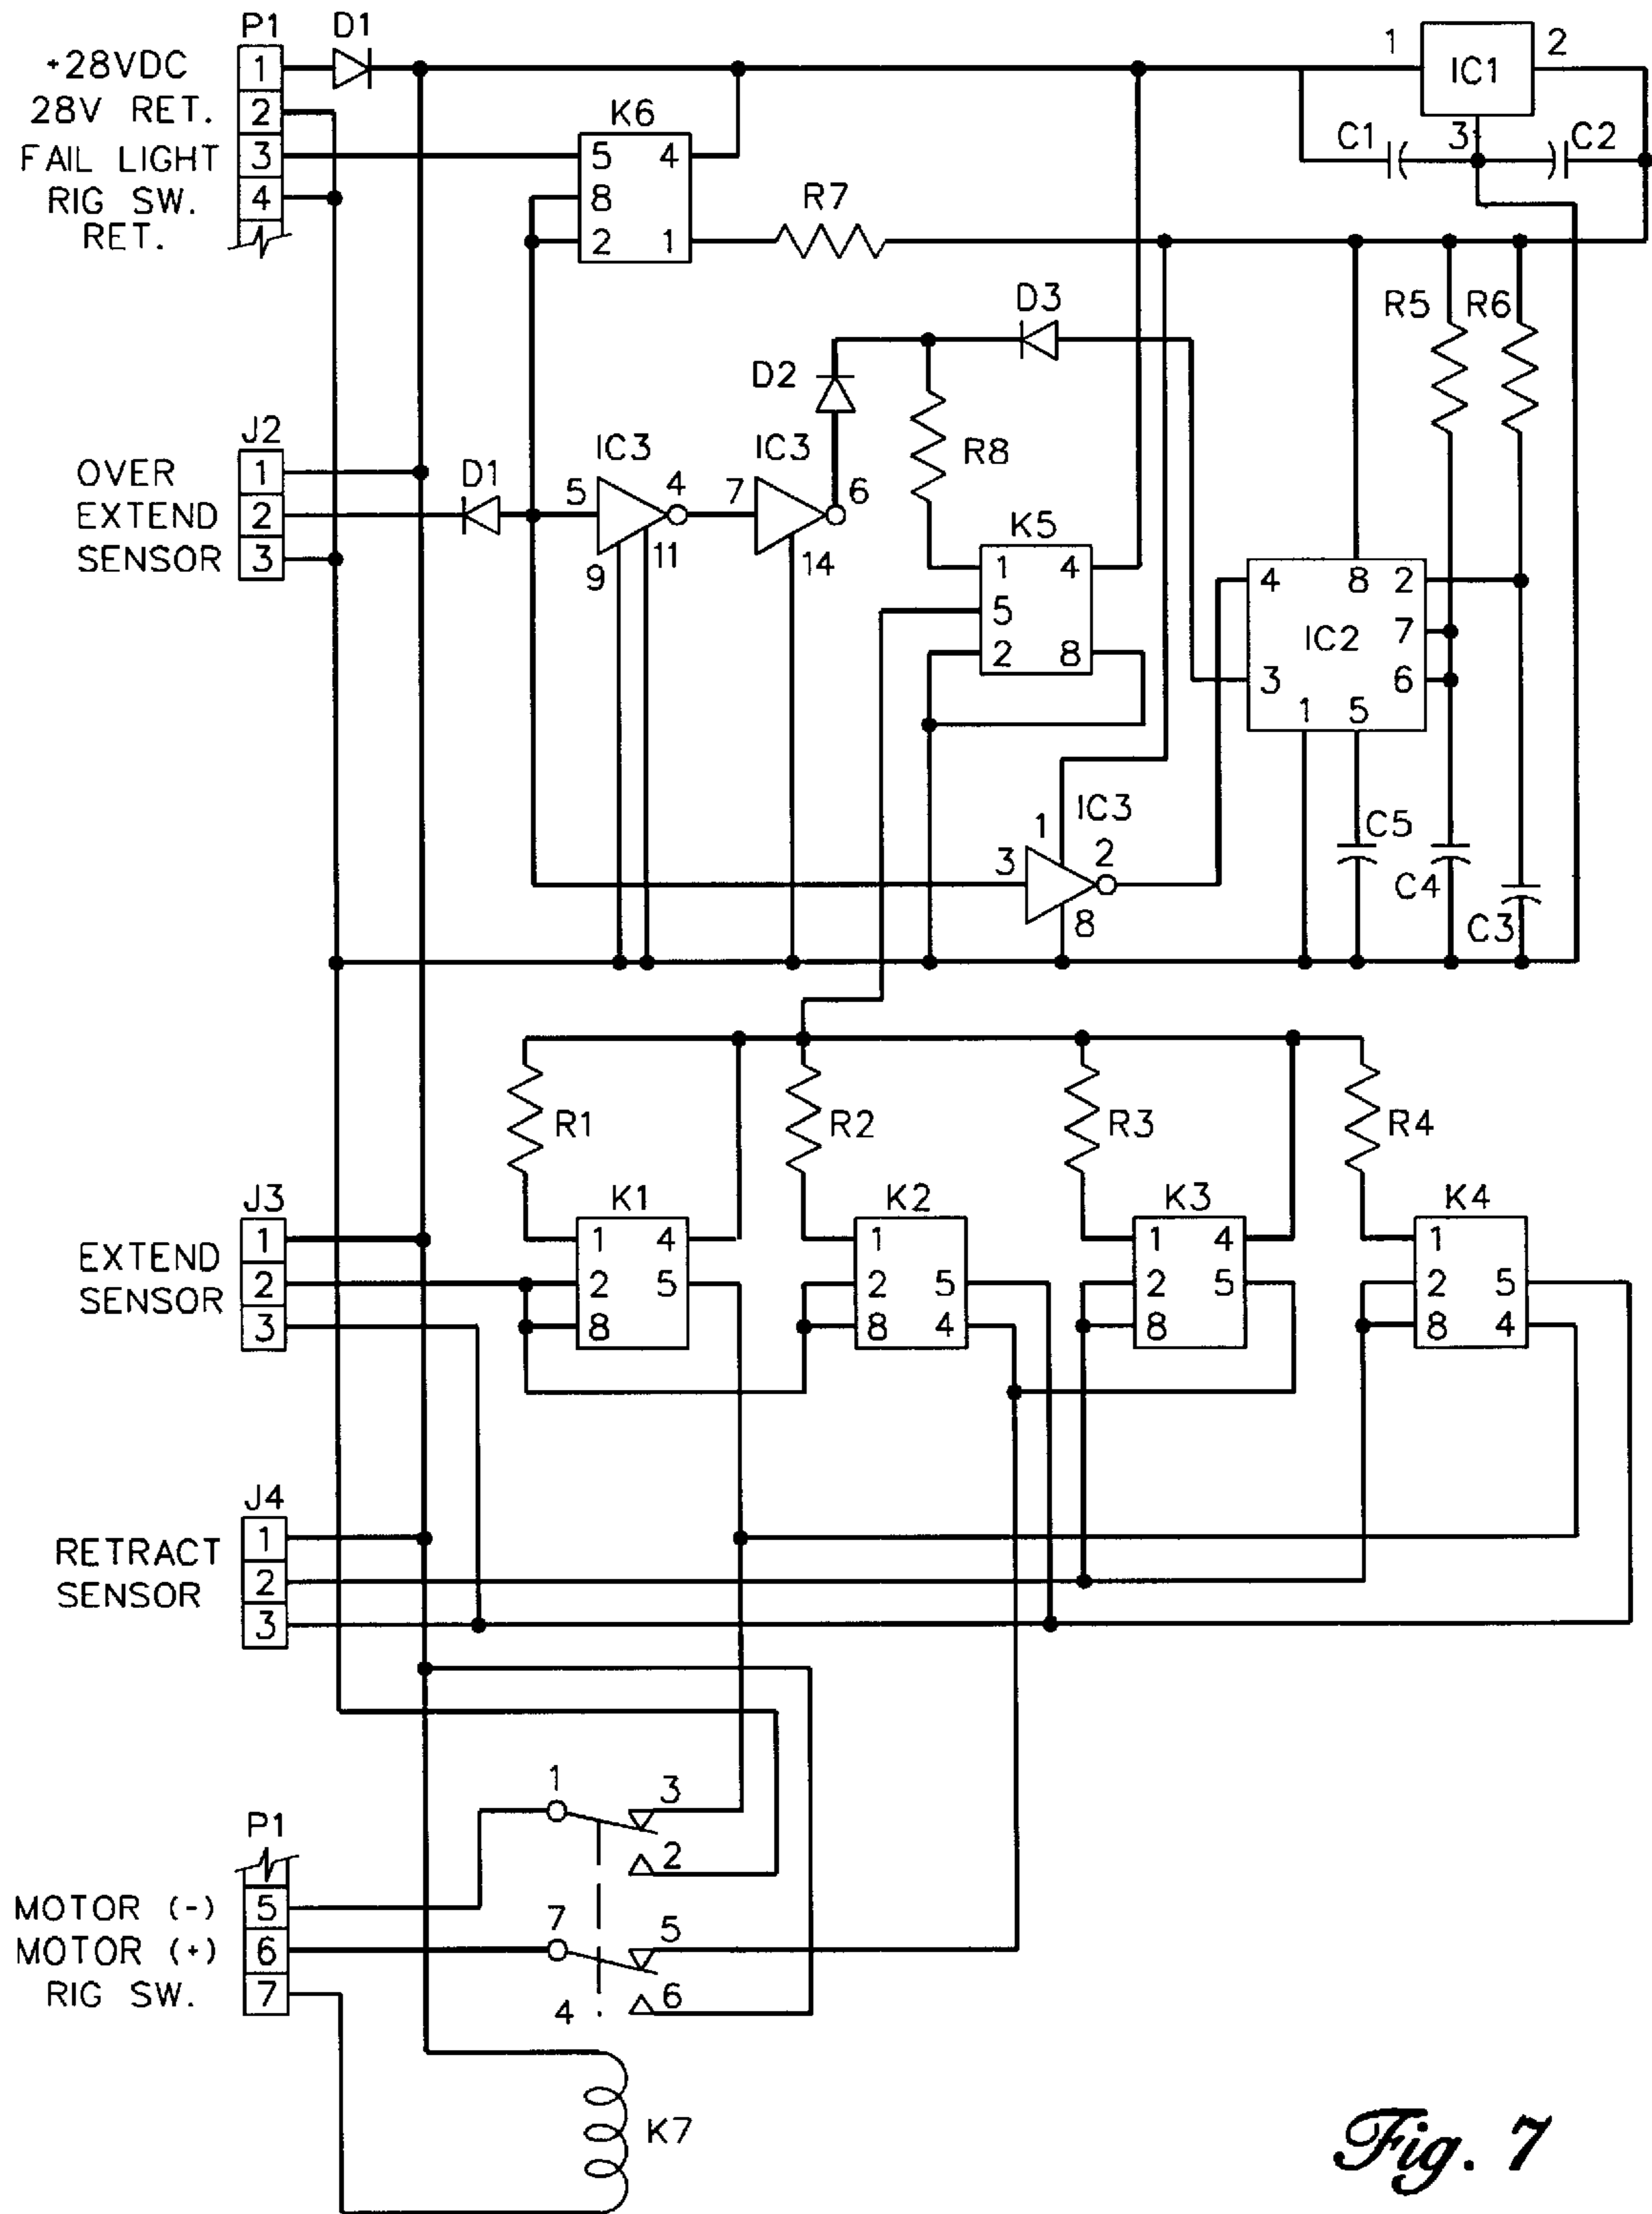 P1 D1
+28VDC 1
28V RET. 2
FAIL LIGHT 3
RIG SW. 4
RET.
K6
5 4
8
2 1
R7
1 IC1 2
C1 3 C2
R5 R6
D3
D2
J2
OVER 1
EXTEND 2
SENSOR 3
D1
IC3
5 4
9 11
IC3
7 6
14
R8
K5
1 4
5
2 8
4 8 2
IC2 7
3 6
1 5
IC3
1
3 2
8
C5
C4
C3
R1 R2 R3 R4
J3
EXTEND 1
SENSOR 2
3
K1
1 4
2 5
8
K2
1
2 5
8 4
K3
1 4
2 5
8
K4
1
2 5
8 4
J4
RETRACT 1
SENSOR 2
3
1 3
2
P1
MOTOR (-) 5
MOTOR (+) 6
RIG SW. 7
7 5
4 6
K7
Fig. 7